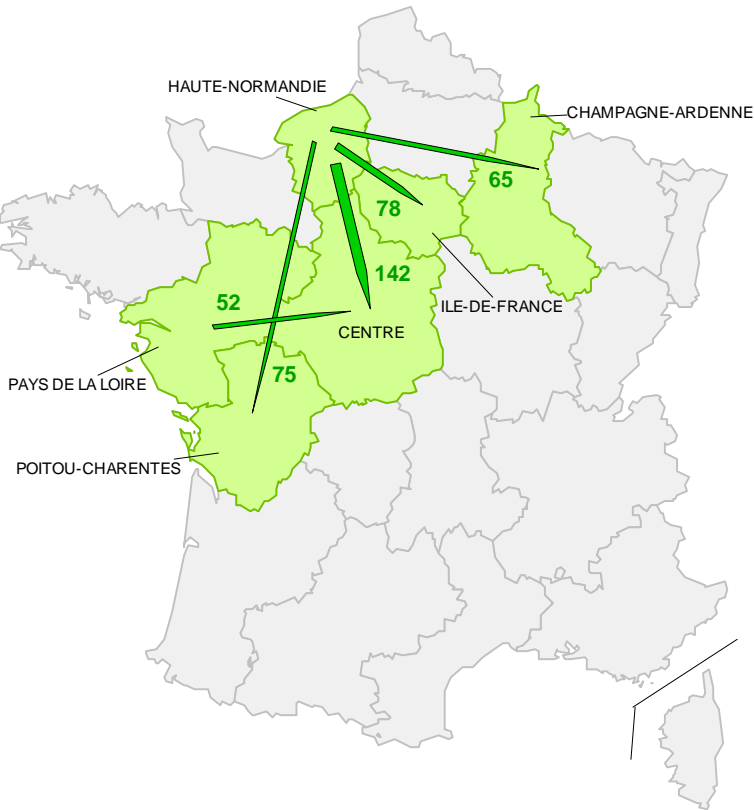 HAUTE-NORMANDIE
CHAMPAGNE-ARDENNE
65
78
142
52
ILE-DE-FRANCE
CENTRE
75
PAYS DE LA LOIRE
POITOU-CHARENTES